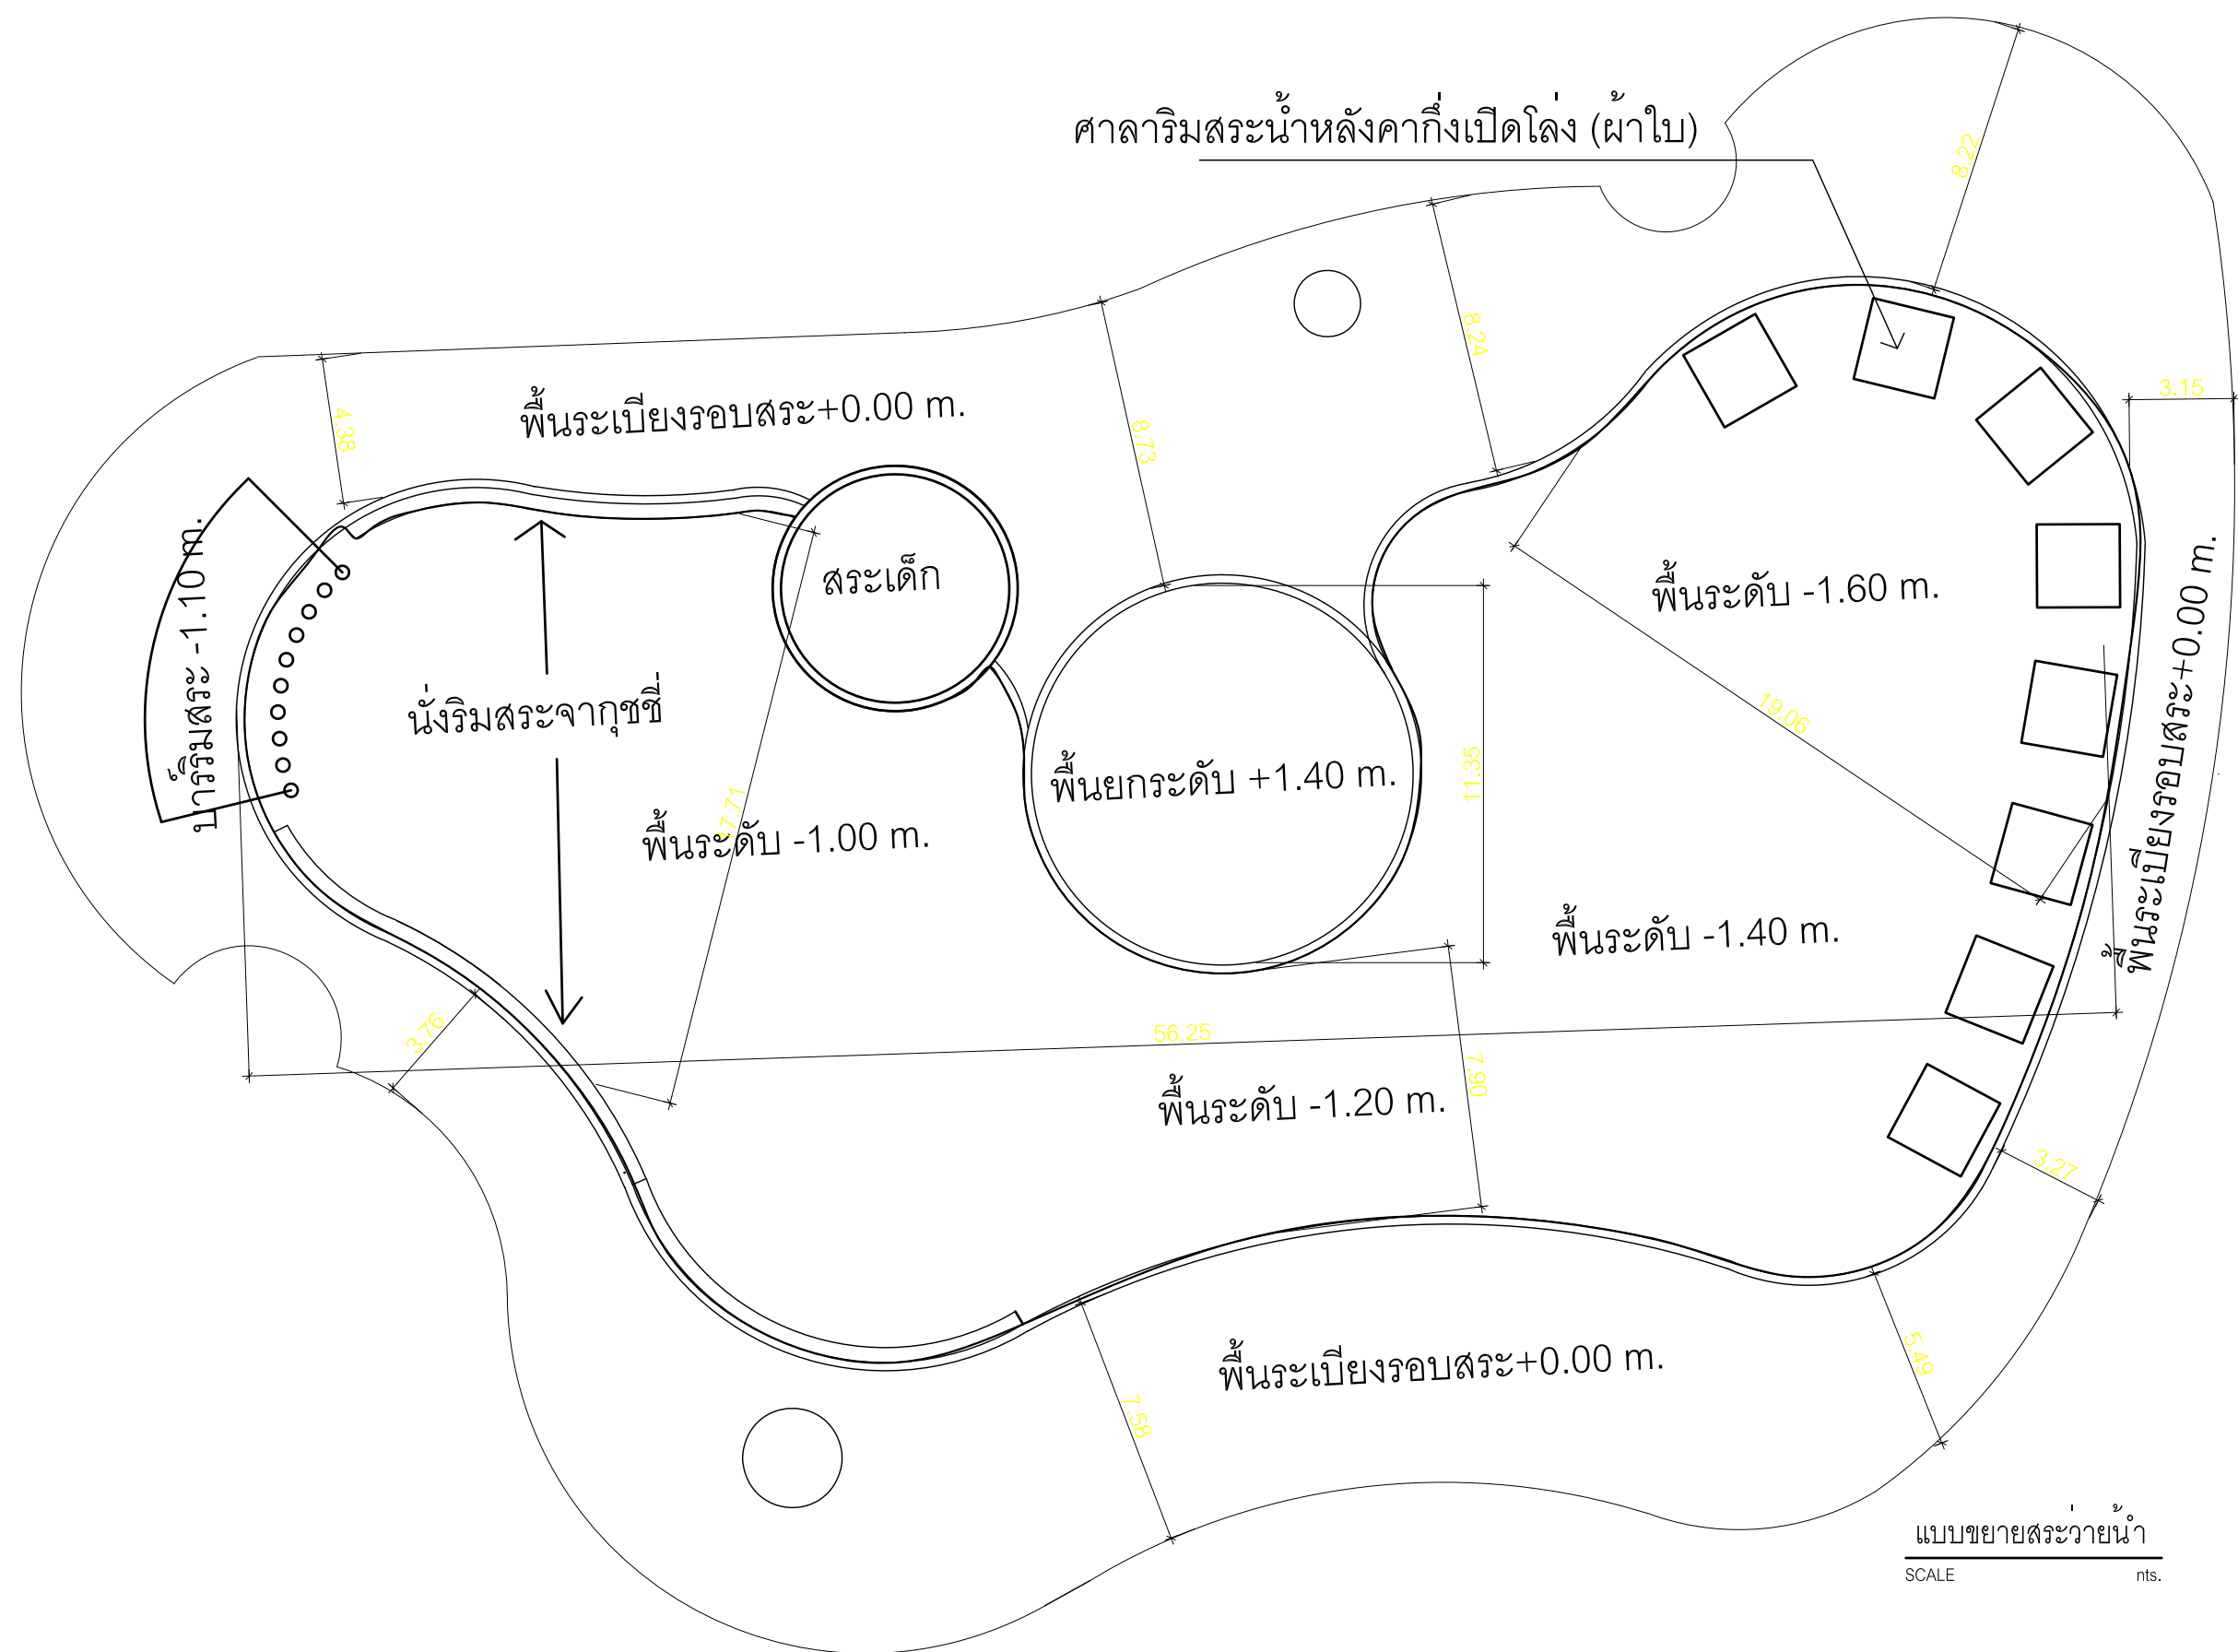 ศาลาริมสระน้ำหลังคากึ่งเปิดโล่ง (ผ้าใบ)
8.22
8.24
8.73
3.15
4.38
พื้นระเบียงรอบสระ+0.00 m.
บาร์ริมสระ -1.10 m.
สระเด็ก
พื้นระดับ -1.60 m.
นั่งริมสระจากุชชี่
19.06
พื้นระเบียงรอบสระ+0.00 m.
พื้นยกระดับ +1.40 m.
11.35
17.71
พื้นระดับ -1.00 m.
พื้นระดับ -1.40 m.
3.76
56.25
7.90
พื้นระดับ -1.20 m.
3.27
พื้นระเบียงรอบสระ+0.00 m.
5.49
7.58
แบบขยายสระว่ายน้ำ
SCALE nts.